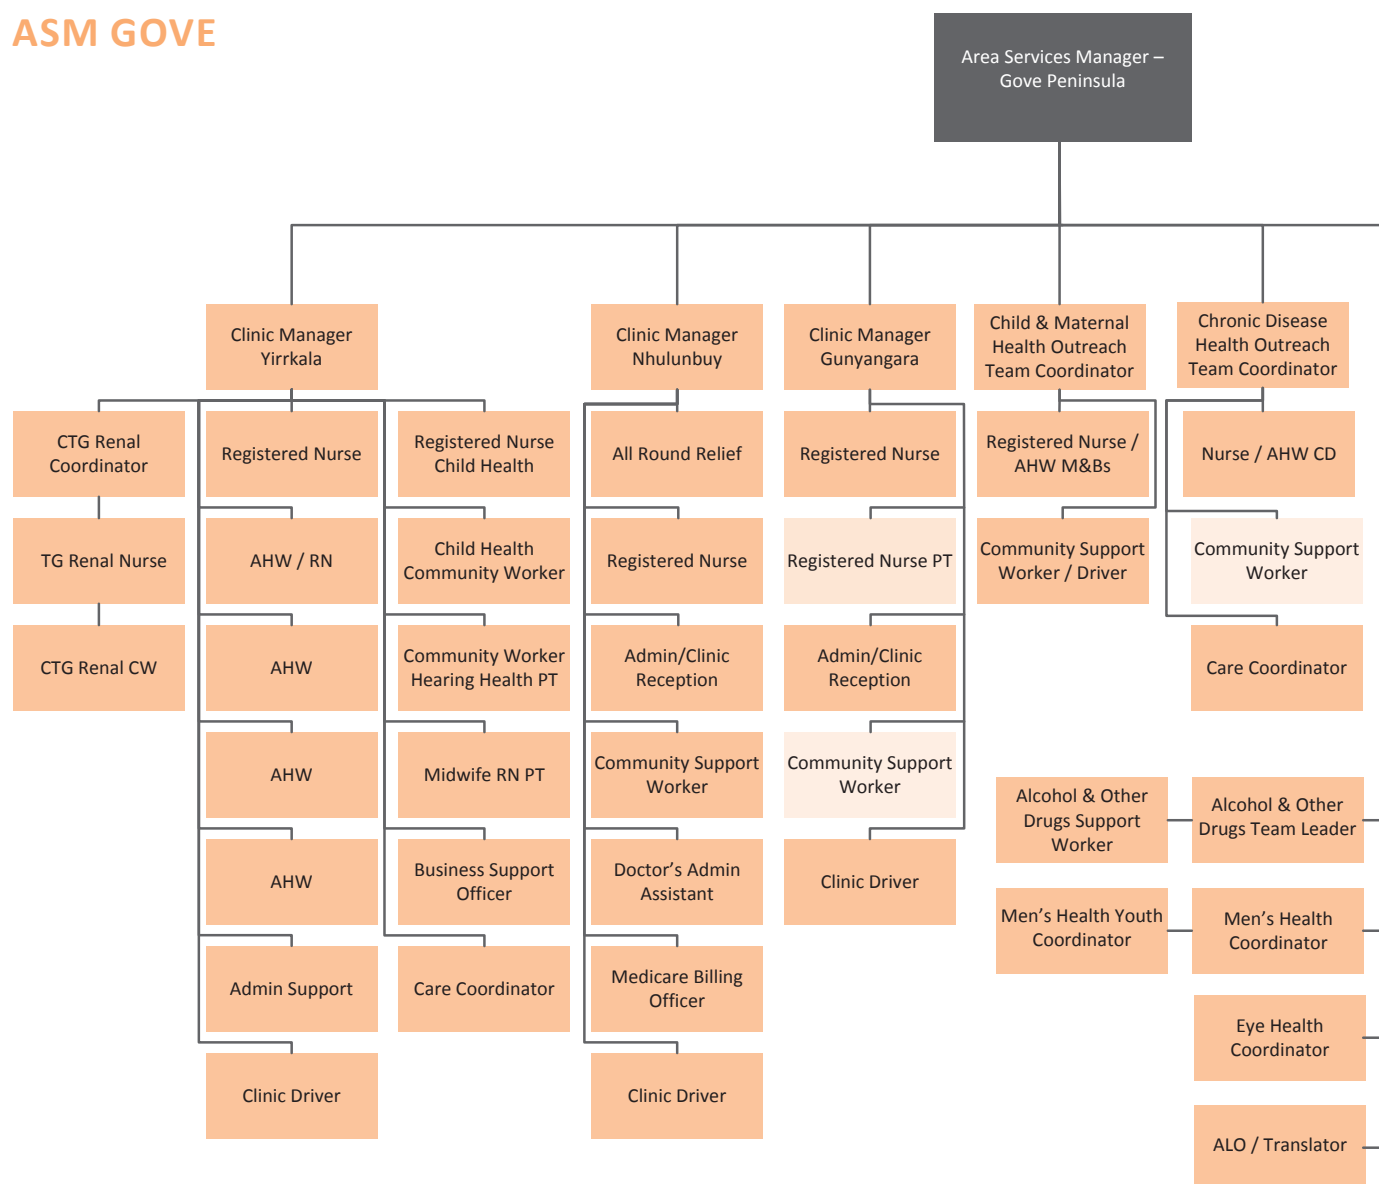 ASM GOVE
Area Services Manager –
Gove Peninsula
Clinic Manager
Yirrkala
Clinic Manager
Nhulunbuy
Clinic Manager
Gunyangara
Child & Maternal
Health Outreach
Team Coordinator
Chronic Disease
Health Outreach
Team Coordinator
CTG Renal
Coordinator
Registered Nurse
Registered Nurse
Child Health
All Round Relief
Registered Nurse
Registered Nurse /
AHW M&Bs
Nurse / AHW CD
TG Renal Nurse
AHW / RN
Child Health
Community Worker
Registered Nurse
Registered Nurse PT
Community Support
Worker / Driver
Community Support
Worker
CTG Renal CW
AHW
Community Worker
Hearing Health PT
Admin/Clinic
Reception
Admin/Clinic
Reception
Care Coordinator
AHW
Midwife RN PT
Community Support
Worker
Community Support
Worker
Alcohol & Other
Drugs Support
Worker
Alcohol & Other
Drugs Team Leader
AHW
Business Support
Officer
Doctor’s Admin
Assistant
Clinic Driver
Men’s Health Youth
Coordinator
Men’s Health
Coordinator
Admin Support
Care Coordinator
Medicare Billing
Officer
Eye Health
Coordinator
Clinic Driver
Clinic Driver
ALO / Translator